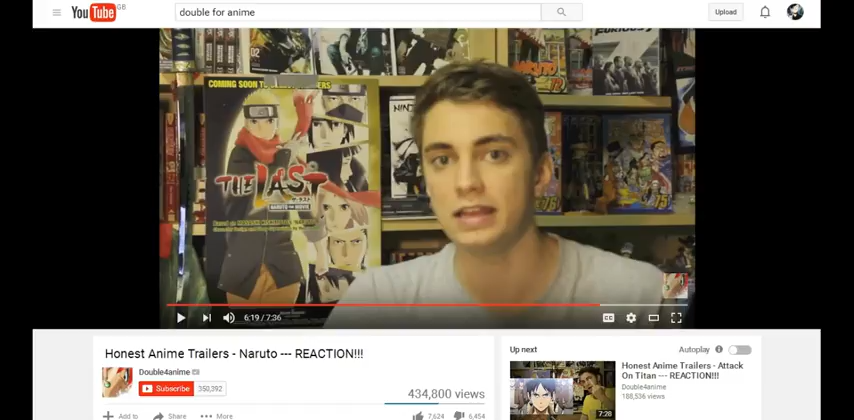 YouTube GB
double for anime
Upload
COMING SOON TO
THE LAST
NARUTO THE MOVIE
6:19 / 7:36
Honest Anime Trailers - Naruto --- REACTION!!!
Double4anime
Subscribe 350,392
434,800 views
Add to Share More
7,624 6,454
Up next
Autoplay
Honest Anime Trailers - Attack
On Titan --- REACTION!!!
Double4anime
188,536 views
7:28